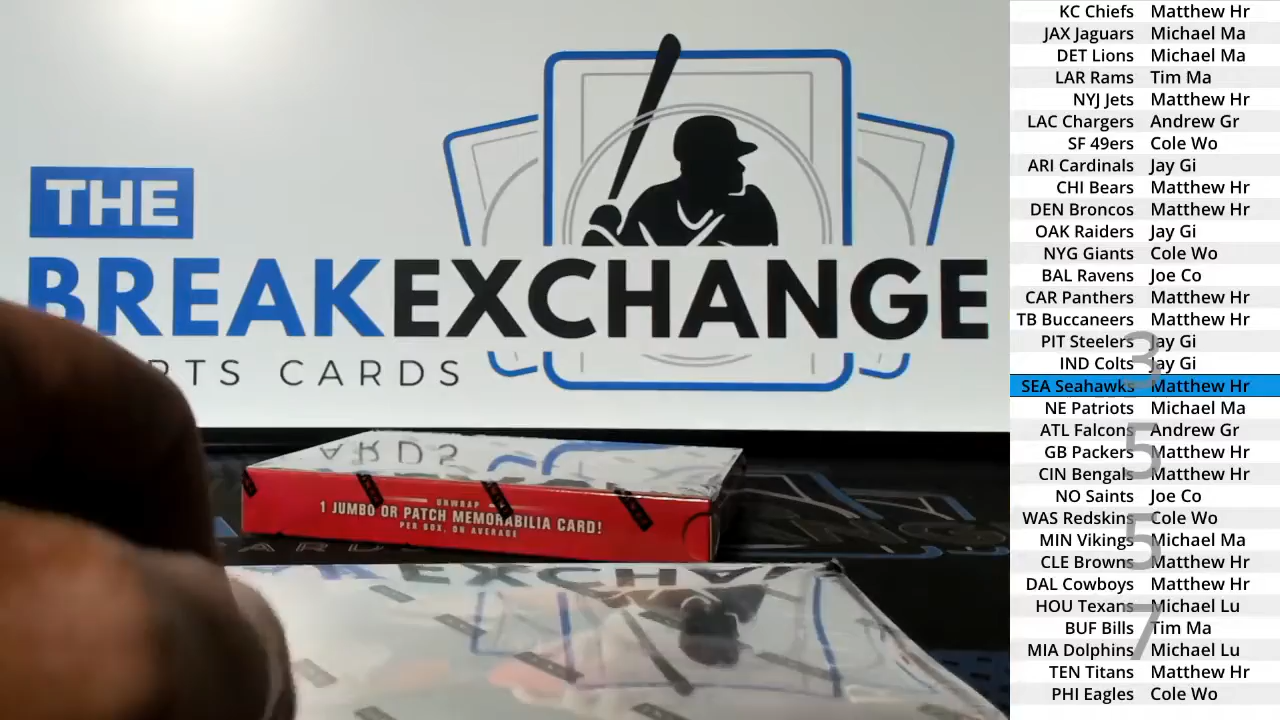 THE
BREAKEXCHANGE
RTS CARDS
ARDS
UNWRAP
1 JUMBO OR PATCH MEMORABILIA CARD!
PER BOX, ON AVERAGE
KC Chiefs Matthew Hr
JAX Jaguars Michael Ma
DET Lions Michael Ma
LAR Rams Tim Ma
NYJ Jets Matthew Hr
LAC Chargers Andrew Gr
SF 49ers Cole Wo
ARI Cardinals Jay Gi
CHI Bears Matthew Hr
DEN Broncos Matthew Hr
OAK Raiders Jay Gi
NYG Giants Cole Wo
BAL Ravens Joe Co
CAR Panthers Matthew Hr
TB Buccaneers Matthew Hr
PIT Steelers Jay Gi
IND Colts Jay Gi
SEA Seahawks Matthew Hr
NE Patriots Michael Ma
ATL Falcons Andrew Gr
GB Packers Matthew Hr
CIN Bengals Matthew Hr
NO Saints Joe Co
WAS Redskins Cole Wo
MIN Vikings Michael Ma
CLE Browns Matthew Hr
DAL Cowboys Matthew Hr
HOU Texans Michael Lu
BUF Bills Tim Ma
MIA Dolphins Michael Lu
TEN Titans Matthew Hr
PHI Eagles Cole Wo
3
5
5
7